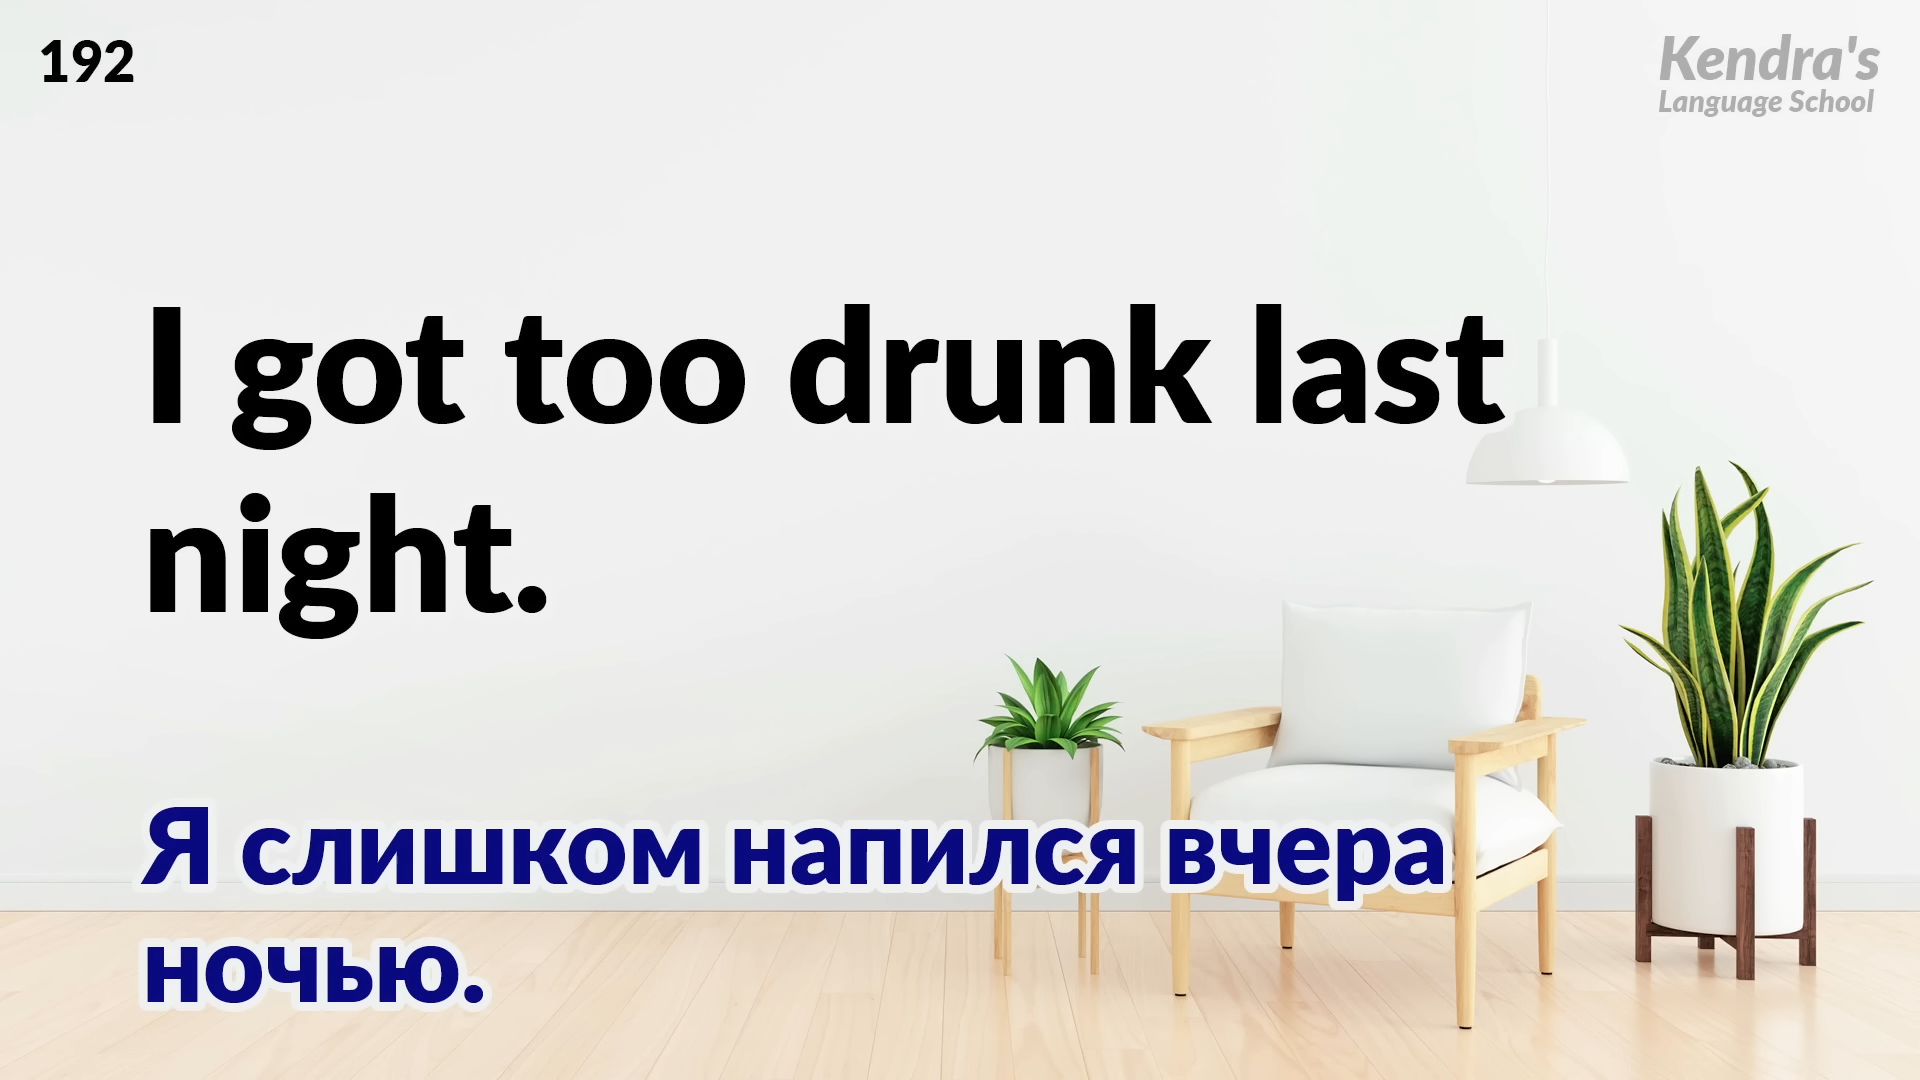 192
Kendra's
Language School
I got too drunk last
night.
Я слишком напился вчера
ночью.